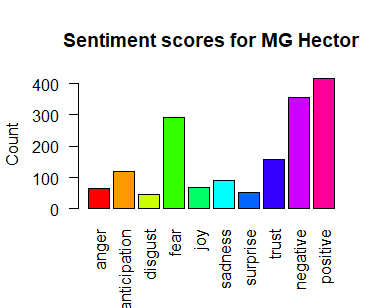 Sentiment scores for MG Hector
Count
400
300
200
100
0
anger
anticipation
disgust
fear
joy
sadness
surprise
trust
negative
positive